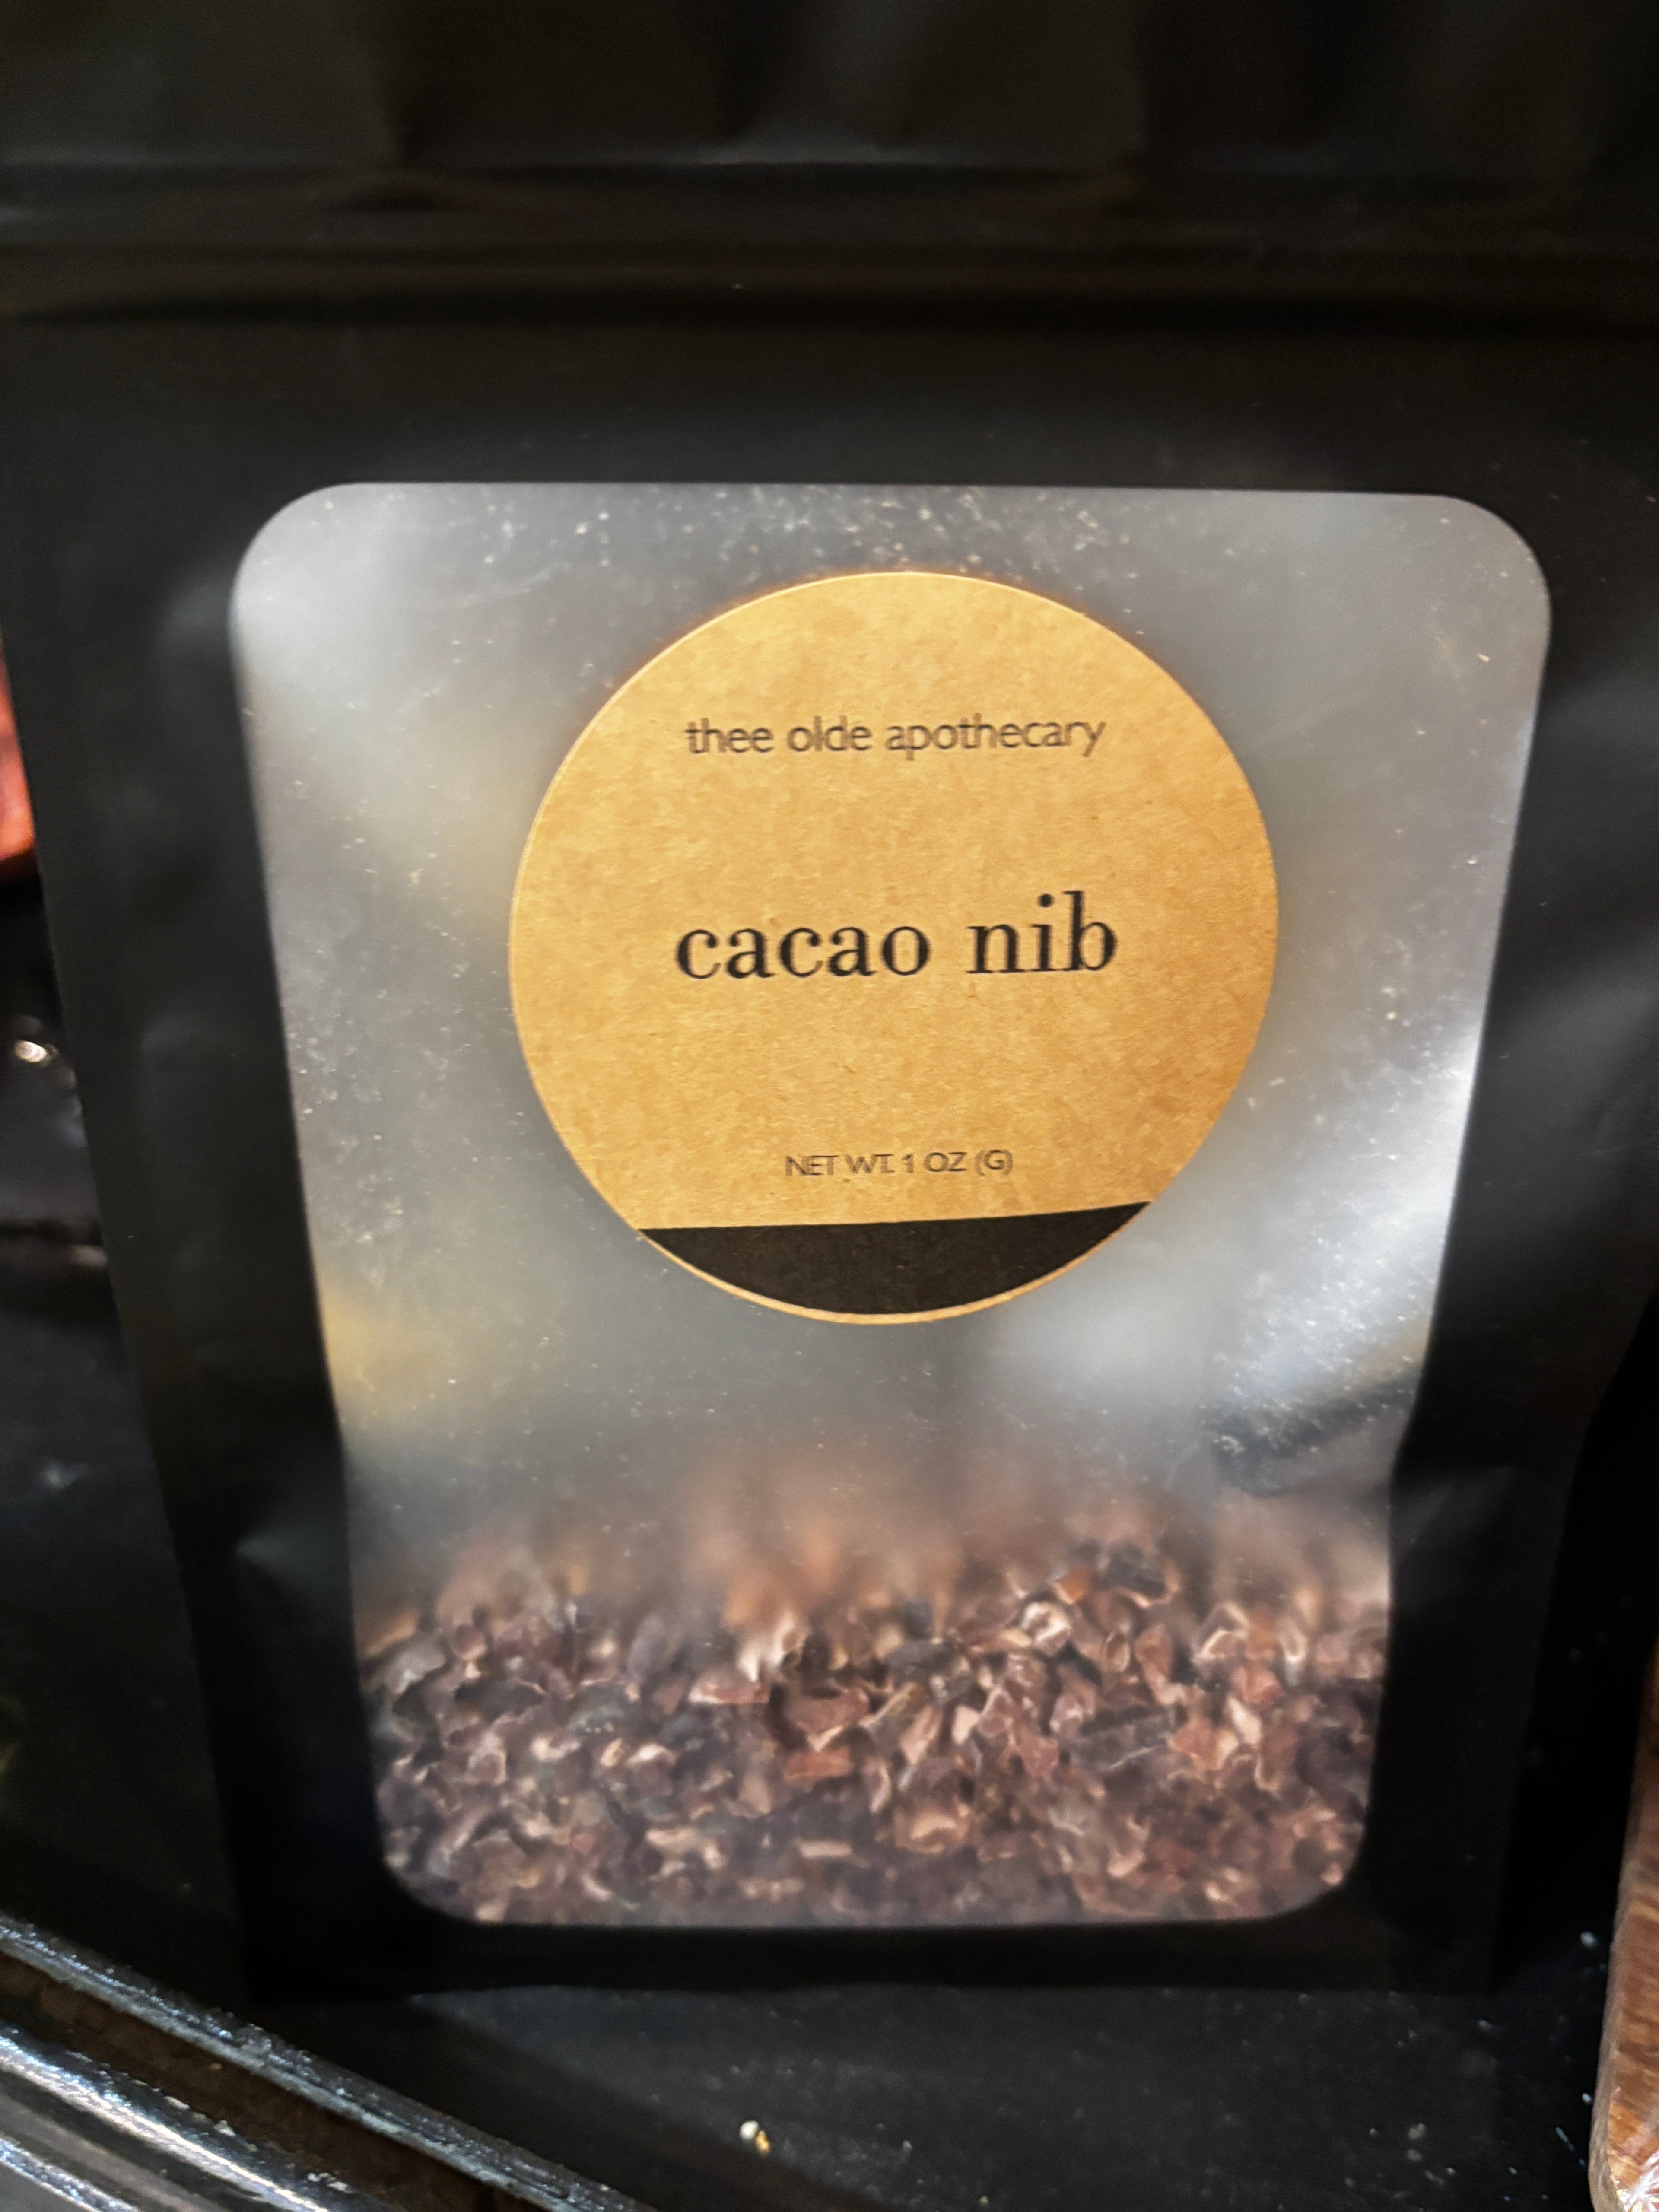 thee olde apothecary
cacao nib
NET WT. 1 OZ (G)